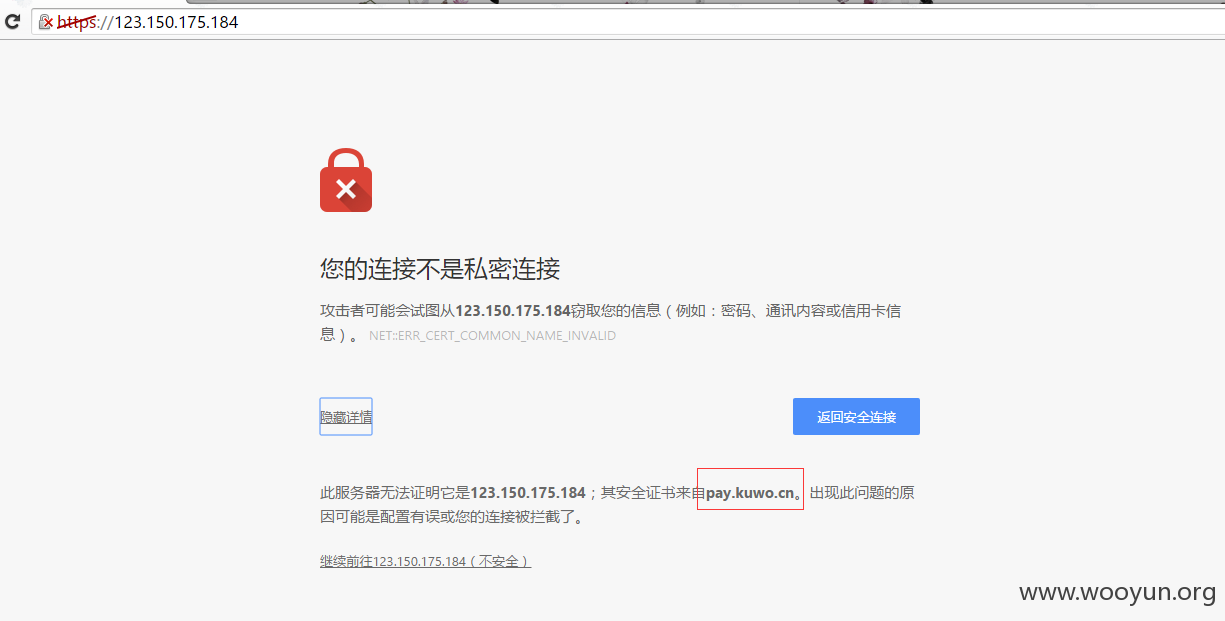 https://123.150.175.184
您的连接不是私密连接
攻击者可能会试图从123.150.175.184窃取您的信息（例如：密码、通讯内容或信用卡信
息）。 NET::ERR_CERT_COMMON_NAME_INVALID
隐藏详情
返回安全连接
此服务器无法证明它是123.150.175.184；其安全证书来自pay.kuwo.cn。出现此问题的原
因可能是配置有误或您的连接被拦截了。
继续前往123.150.175.184（不安全）
www.wooyun.org